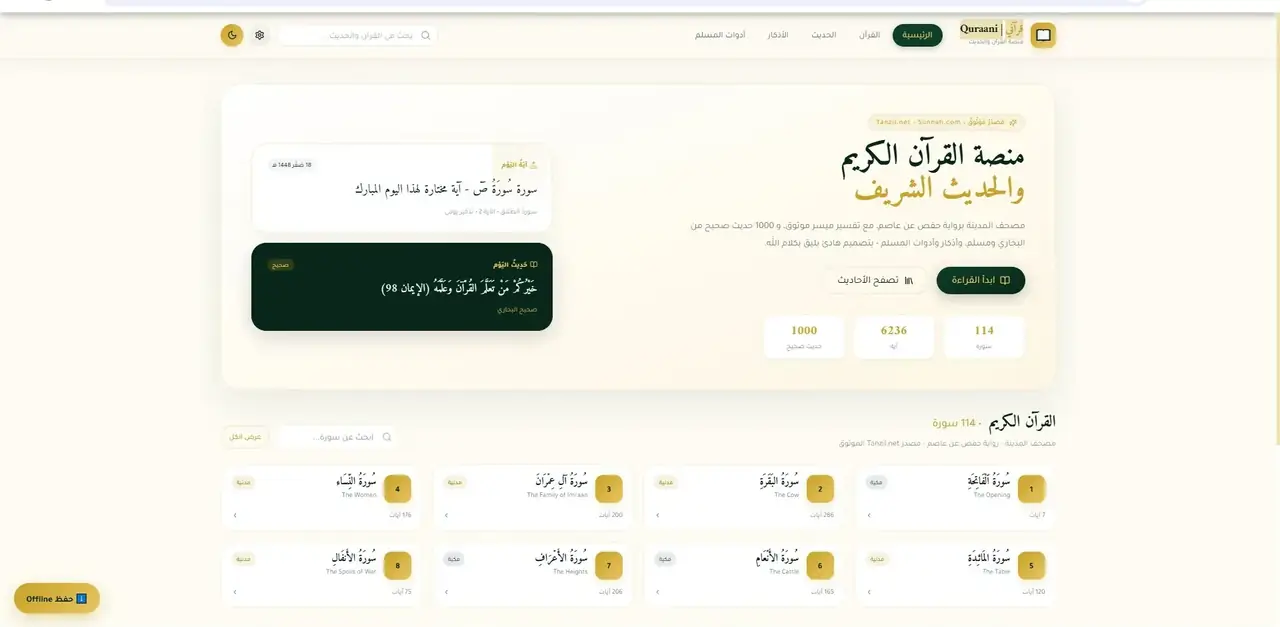 قرآني | Quraani
منصة القرآن والحديث
الرئيسية
القرآن
الحديث
الأذكار
أدوات المسلم
بحث في القرآن والحديث...
مصدر موثوق · Tanzil.net · Sunnah.com
منصة القرآن الكريم
والحديث الشريف
مصحف المدينة برواية حفص عن عاصم، مع تفسير ميسر موثوق، و 1000 حديث صحيح من
البخاري ومسلم، وأذكار وأدوات المسلم - بتصميم هادئ يليق بكلام الله.
ابدأ القراءة
تصفح الأحاديث
114
سورة
6236
آية
1000
حديث صحيح
آيَةُ اليَوْم
18 صفر 1448 هـ
سورة سُورَةُ صٓ - آية مختارة لهذا اليوم المبارك
حَدِيثُ اليَوْم
صحيح
خَيْرُكُمْ مَنْ تَعَلَّمَ القُرْآنَ وَعَلَّمَهُ (الإيمان 98)
صحيح البخاري
القرآن الكريم · 114 سورة
مصحف المدينة · رواية حفص عن عاصم · مصدر Tanzil.net الموثوق
ابحث عن سورة...
عرض الكل
1
سُورَةُ ٱلْفَاتِحَةِ
The Opening
مكية
7 آيات
2
سُورَةُ البَقَرَةِ
The Cow
مدنية
286 آيات
3
سُورَةُ آلِ عِمْرَانَ
The Family of Imraan
مدنية
200 آيات
4
سُورَةُ النِّسَاء
The Women
مدنية
176 آيات
5
سُورَةُ المَائِدَةِ
The Table
مدنية
120 آيات
6
سُورَةُ الأَنْعَامِ
The Cattle
مكية
165 آيات
7
سُورَةُ الأَعْرَافِ
The Heights
مكية
206 آيات
8
سُورَةُ الأَنفَالِ
The Spoils of War
مدنية
75 آيات
حفظ Offline